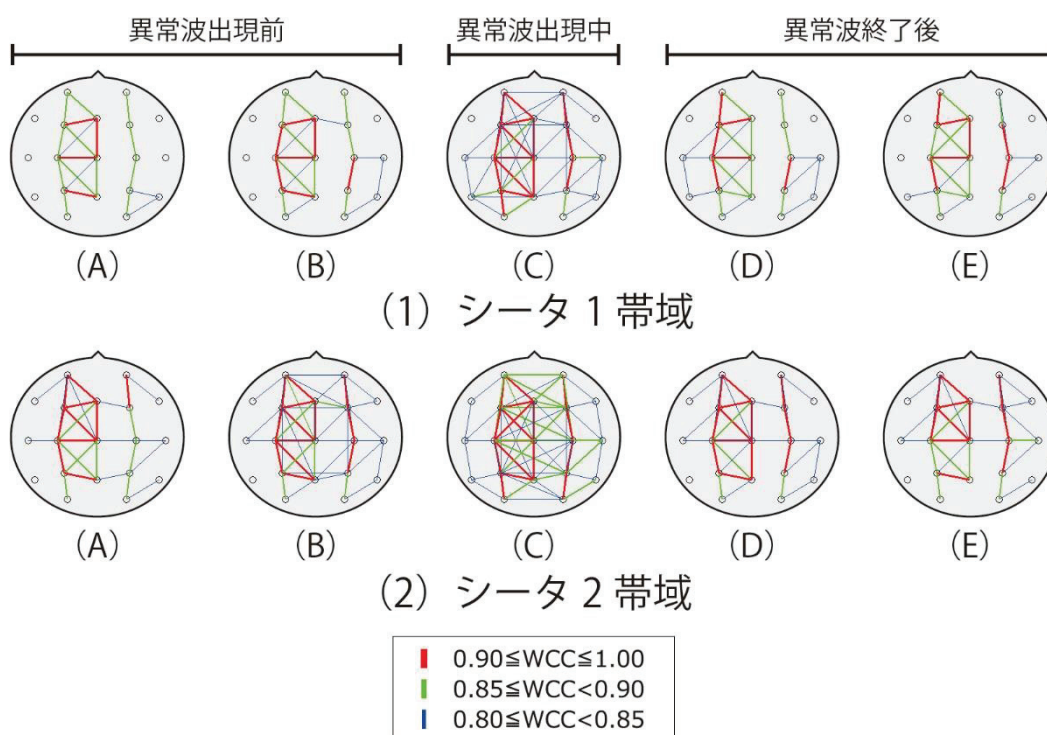 異常波出現前 異常波出現中 異常波終了後
(A) (B) (C) (D) (E)
(1) シータ 1 帯域
(A) (B) (C) (D) (E)
(2) シータ 2 帯域
0.90≦WCC≦1.00
0.85≦WCC<0.90
0.80≦WCC<0.85